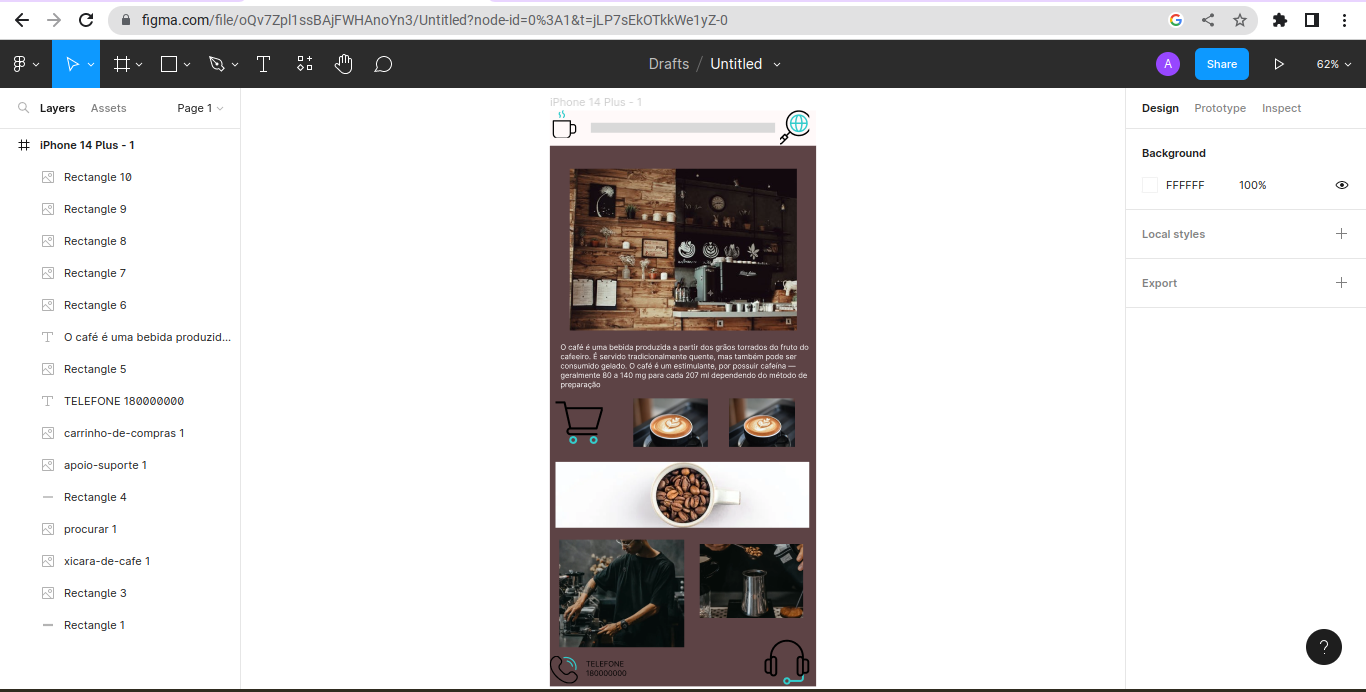 figma.com/file/oQv7Zpl1ssBAjFWHAnoYn3/Untitled?node-id=0%3A1&t=jLP7sEkOTkkWe1yZ-0
Drafts / Untitled
A
Share
62%
Layers
Assets
Page 1
iPhone 14 Plus - 1
Rectangle 10
Rectangle 9
Rectangle 8
Rectangle 7
Rectangle 6
O café é uma bebida produzid...
Rectangle 5
TELEFONE 180000000
carrinho-de-compras 1
apoio-suporte 1
Rectangle 4
procurar 1
xicara-de-cafe 1
Rectangle 3
Rectangle 1
iPhone 14 Plus - 1
O café é uma bebida produzida a partir dos grãos torrados do fruto do
cafeeiro. É servido tradicionalmente quente, mas também pode ser
consumido gelado. O café é um estimulante, por possuir cafeína —
geralmente 80 a 140 mg para cada 207 ml dependendo do método de
preparação
TELEFONE
180000000
Design
Prototype
Inspect
Background
FFFFFF
100%
Local styles
Export
?